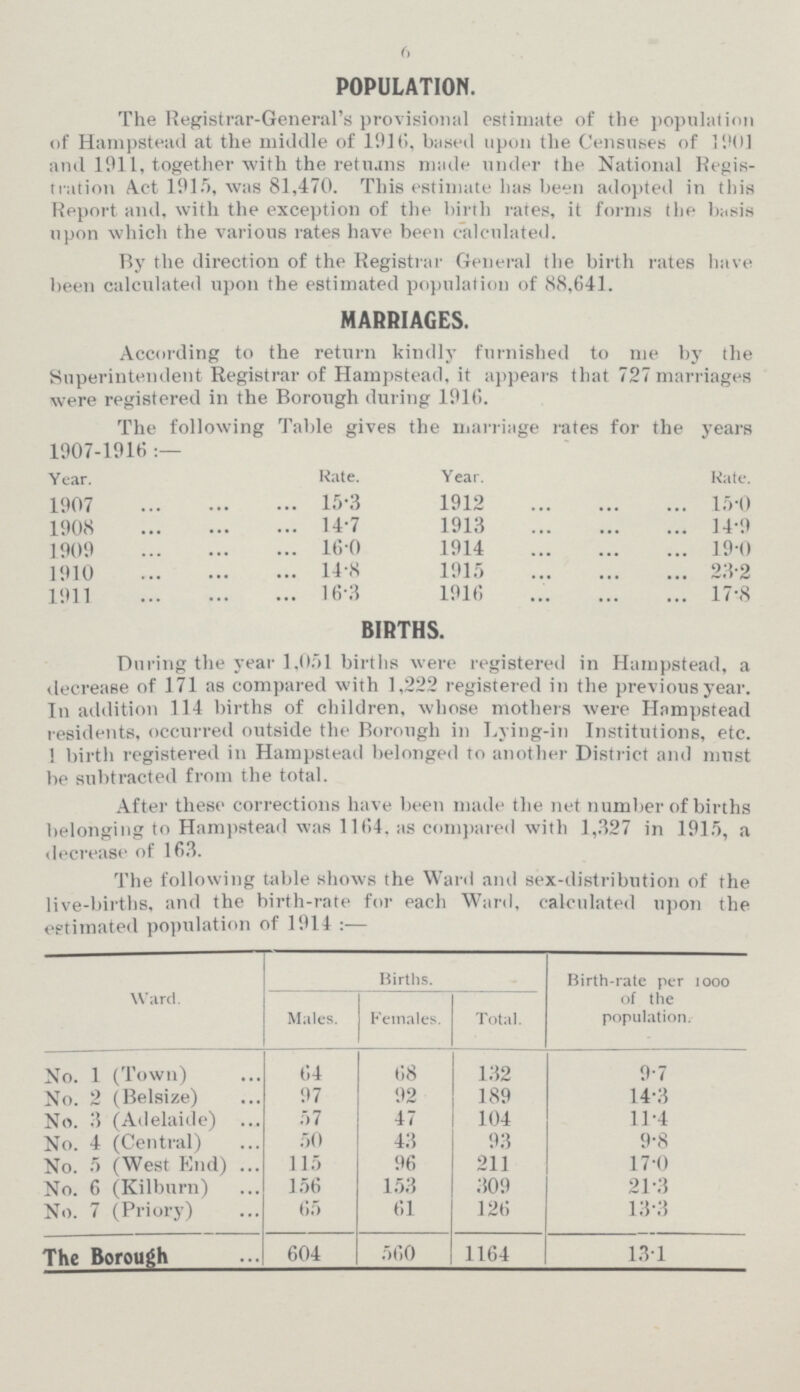 6
POPULATION.
The Registrar-General's provisional estimate of the population
of Hampstead at the middle of 1916, based upon the Censuses of 1901
and 1911, together with the retu.ns made under the National Regis-
tration Act 1915, was 81,470. This estimate has been adopted in this
Report and, with the exception of the birth rates, it forms the basis
upon which the various rates have been calculated.
By the direction of the Registrar General the birth rates have
been calculated upon the estimated population of 88,641.
MARRIAGES.
According to the return kindly furnished to me by the
Superintendent Registrar of Hampstead, it appears that 727 marriages
were registered in the Borough during 1916.
The following Table gives the marriage rates for the years
1907-1916 :—
Year. Rate. Year. Rate.
1907 ... ... ... 15·3 1912 ... ... ... 15·0
1908 ... ... ... 14·7 1913 ... ... ... 14·9
1909 ... ... ... 16·0 1914 ... ... ... 19·0
1910 ... ... ... 14·8 1915 ... ... ... 23·2
1911 ... ... ... 16·3 1916 ... ... ... 17·8
BIRTHS.
During the year 1,051 births were registered in Hampstead, a
decrease of 171 as compared with 1,222 registered in the previous year.
In addition 114 births of children, whose mothers were Hampstead
residents, occurred outside the Borough in Lying-in Institutions, etc.
1 birth registered in Hampstead belonged to another District and must
be subtracted from the total.
After these corrections have been made the net number of births
belonging to Hampstead was 1164, as compared with 1,327 in 1915, a
decrease of 163.
The following table shows the Ward and sex-distribution of the
live-births, and the birth-rate for each Ward, calculated upon the
estimated population of 1914 :—
Ward. Births. Birth-rate per 1000
of the
population.
Males. Females. Total.
No. 1 (Town) ... 64 68 132 9·7
No. 2 (Belsize) ... 97 92 189 14·3
No. 3 (Adelaide) ... 57 47 104 11·4
No. 4 (Central) ... 50 43 93 9·8
No. 5 (West End) ... 115 96 211 17·0
No. 6 (Kilburn) ... 156 153 309 21·3
No. 7 (Priory) ... 65 61 126 13·3
The Borough ... 604 560 1164 13·1